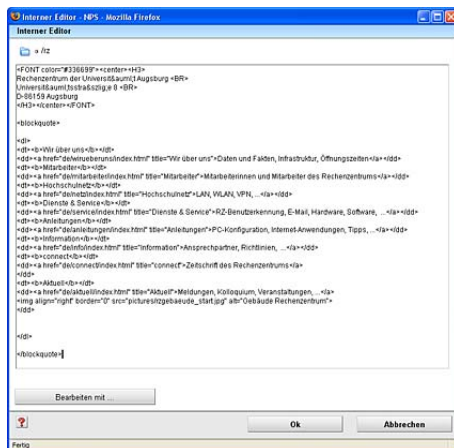 Interner Editor - NPS - Mozilla Firefox
Interner Editor
/rz
<FONT color="#336699"><center><H3>
Rechenzentrum der Universit&auml;t Augsburg <BR>
Universit&auml;tsstra&szlig;e 8 <BR>
D-86159 Augsburg
</H3></center></FONT>
<blockquote>
<dl>
<dt><b>Wir über uns</b></dt>
<dd><a href="de/wirueberuns/index.html" title="Wir über uns">Daten und Fakten, Infrastruktur, Öffnungszeiten</a></dd>
<dt><b>Mitarbeiter</b></dt>
<dd><a href="de/mitarbeiter/index.html" title="Mitarbeiter">Mitarbeiterinnen und Mitarbeiter des Rechenzentrums</a></dd>
<dt><b>Hochschulnetz</b></dt>
<dd><a href="de/netz/index.html" title="Hochschulnetz">LAN, WLAN, VPN, ...</a></dd>
<dt><b>Dienste & Service</b></dt>
<dd><a href="de/service/index.html" title="Dienste & Service">RZ-Benutzerkennung, E-Mail, Hardware, Software, ...</a></dd>
<dt><b>Anleitungen</b></dt>
<dd><a href="de/anleitungen/index.html" title="Anleitungen">PC-Konfiguration, Internet-Anwendungen, Tipps, ...</a></dd>
<dt><b>Information</b></dt>
<dd><a href="de/info/index.html" title="Information">Ansprechpartner, Richtlinien, ...</a></dd>
<dt><b>connect</b></dt>
<dd><a href="de/connect/index.html" title="connect">Zeitschrift des Rechenzentrums</a>
</dd>
<dt><b>Aktuell</b></dt>
<dd><a href="de/aktuell/index.html" title="Aktuell">Meldungen, Kolloquium, Veranstaltungen, ...</a>
<img align="right" border="0" src="pictures/rzgebaeude_start.jpg" alt="Gebäude Rechenzentrum">
</dd>
</dl>
</blockquote>
Bearbeiten mit ...
?
Ok
Abbrechen
Fertig